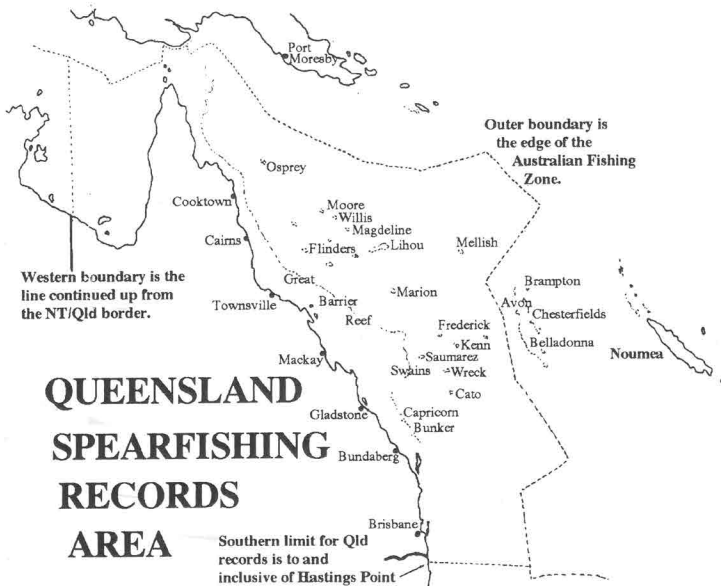 Port
Moresby
Outer boundary is
the edge of the
Australian Fishing
Zone.
Osprey
Cooktown
Moore
Willis
Magdeline
Cairns
Flinders
Lihou
Mellish
Western boundary is the
line continued up from
the NT/Qld border.
Great
Brampton
Townsville
Barrier
Marion
Avon
Chesterfields
Reef
Frederick
Kenn
Belladonna
Noumea
Mackay
Saumarez
Swains
Wreck
Cato
QUEENSLAND
Gladstone
Capricorn
Bunker
SPEARFISHING
Bundaberg
RECORDS
Brisbane
AREA
Southern limit for Qld
records is to and
inclusive of Hastings Point